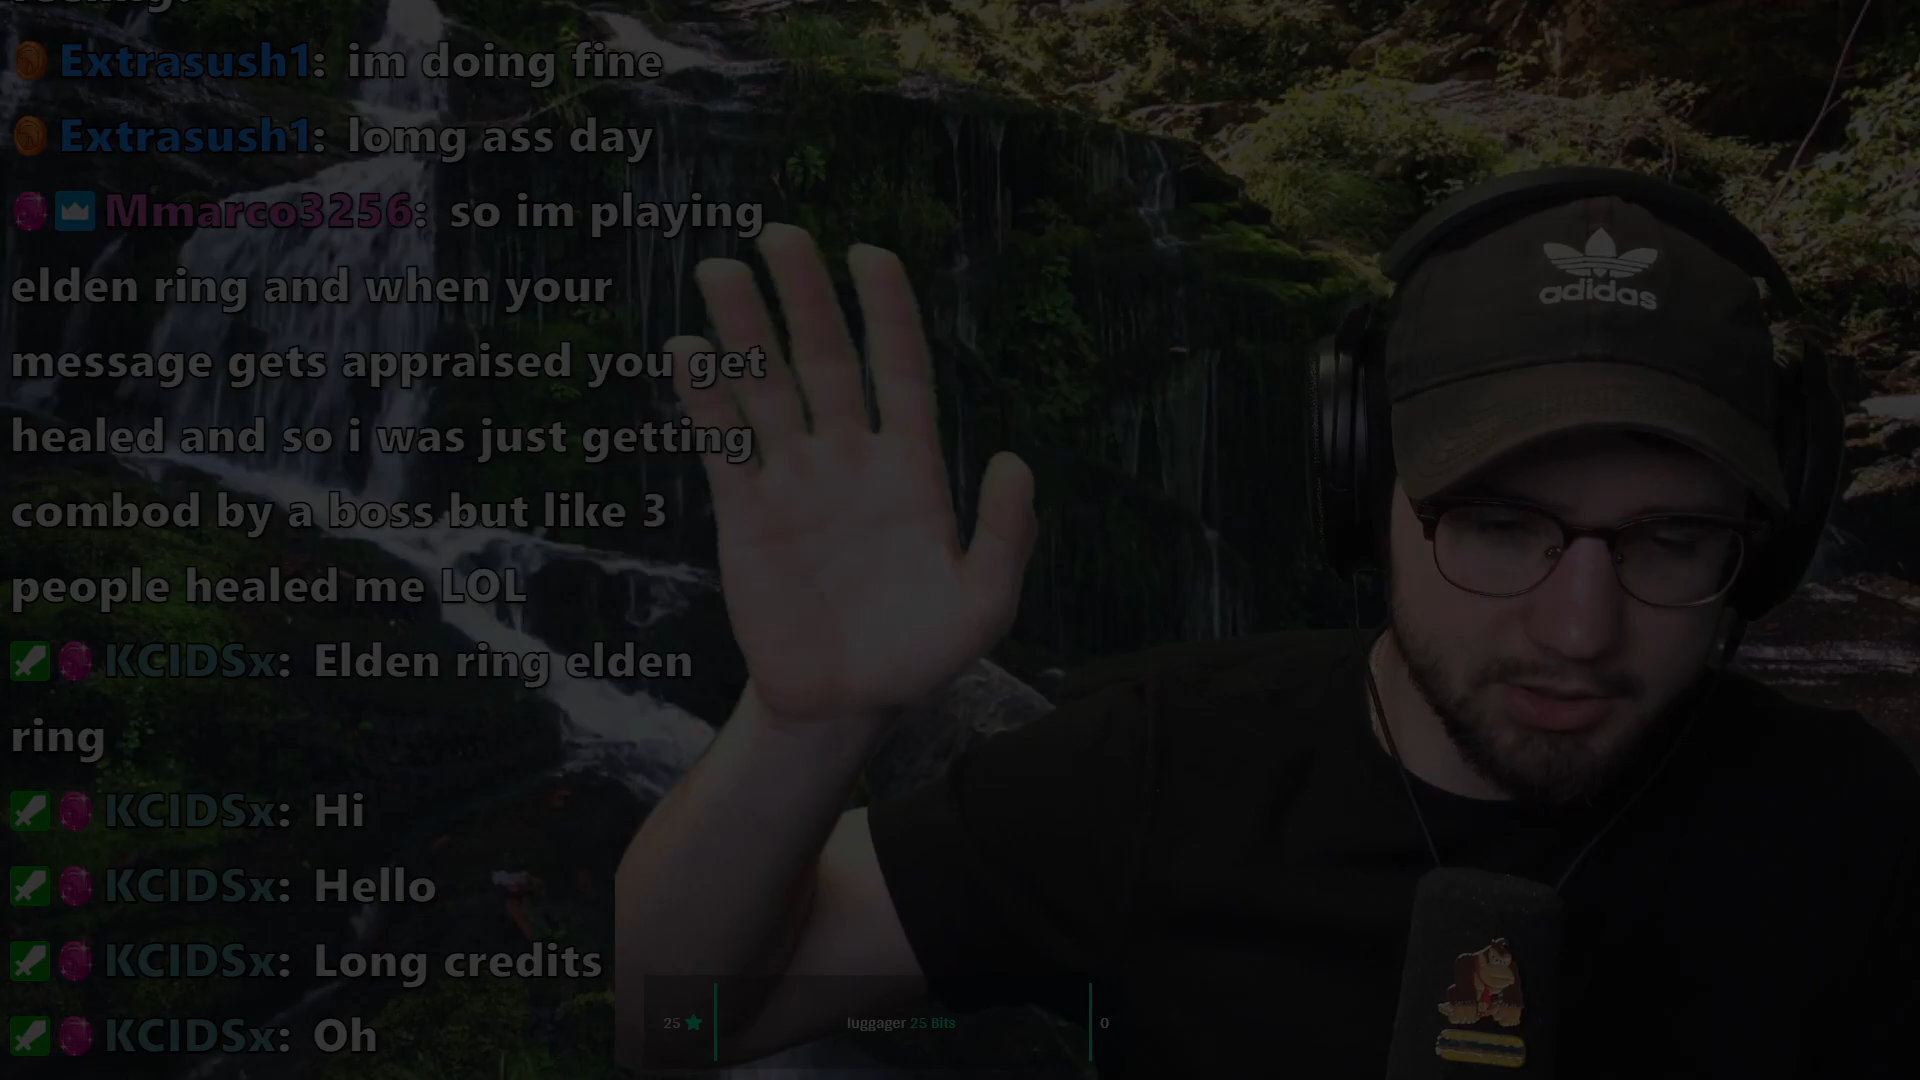 Extrasush1: im doing fine
Extrasush1: lomg ass day
Mmarco3256: so im playing
elden ring and when your
message gets appraised you get
healed and so i was just getting
combod by a boss but like 3
people healed me LOL
KCIDSx: Elden ring elden
ring
KCIDSx: Hi
KCIDSx: Hello
KCIDSx: Long credits
KCIDSx: Oh
adidas
25
luggager 25 Bits
0